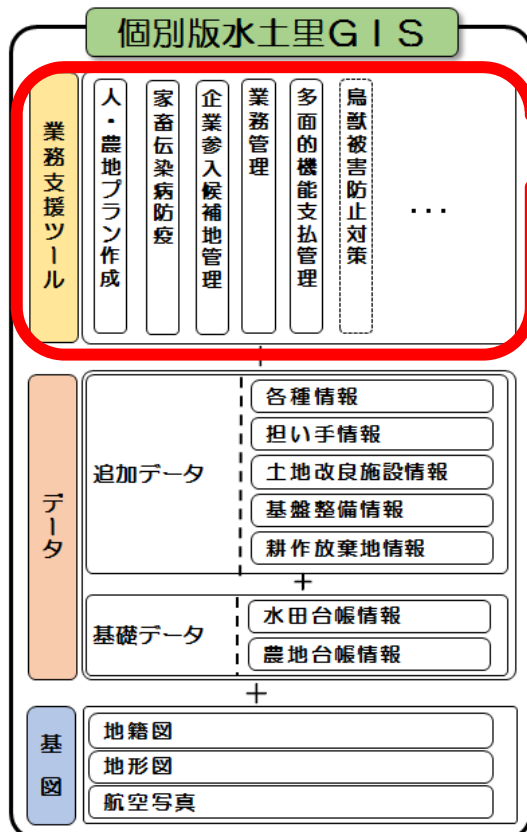 個別版水土里GIS
業務支援ツール
人・農地プラン作成
家畜伝染病防疫
企業参入候補地管理
業務管理
多面的機能支払管理
鳥獣被害防止対策
・・・
+
データ
追加データ
各種情報
担い手情報
土地改良施設情報
基盤整備情報
耕作放棄地情報
+
基礎データ
水田台帳情報
農地台帳情報
+
基図
地籍図
地形図
航空写真